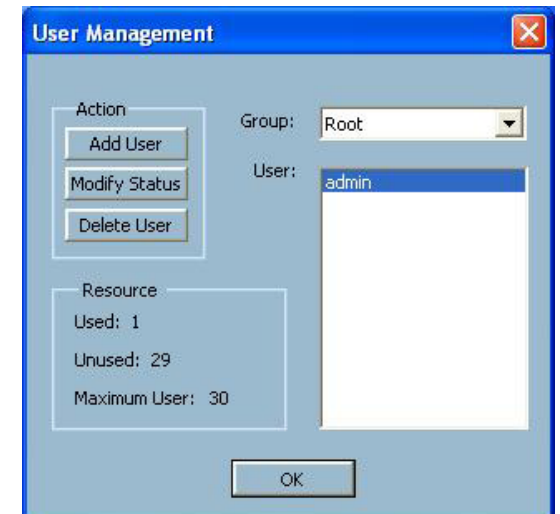 User Management
Action
Add User
Modify Status
Delete User
Group: Root
User: admin
Resource
Used: 1
Unused: 29
Maximum User: 30
OK